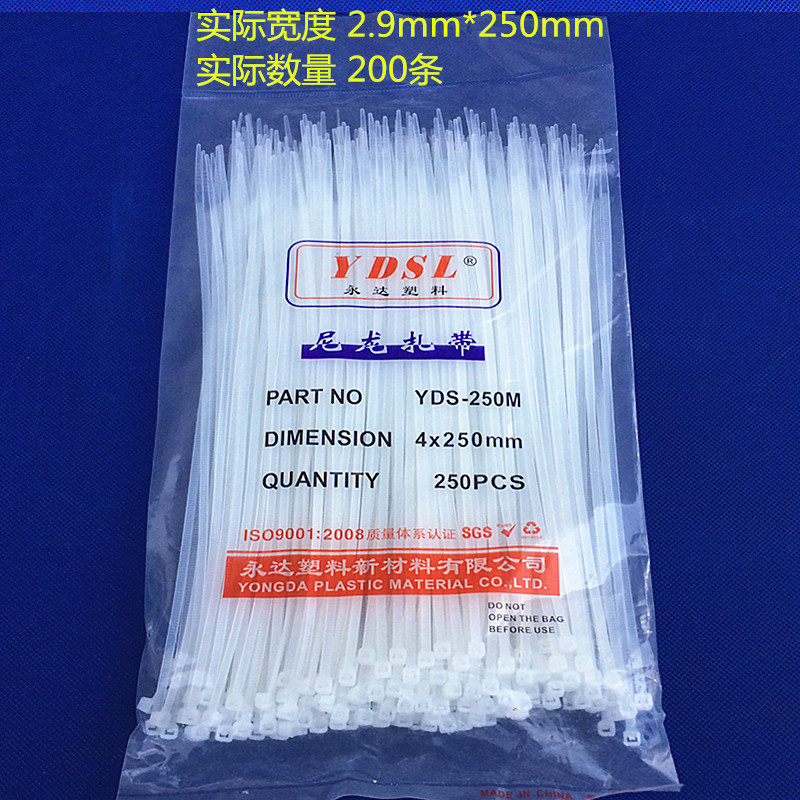 实际宽度 2.9mm*250mm
实际数量 200条
YDSL®
永达塑料
尼龙扎带
PART NO YDS-250M
DIMENSION 4x250mm
QUANTITY 250PCS
ISO9001:2008质量体系认证 SGS
永达塑料新材料有限公司
YONGDA PLASTIC MATERIAL CO.,LTD.
DO NOT
OPEN THE BAG
BEFORE USE
MADE IN CHINA